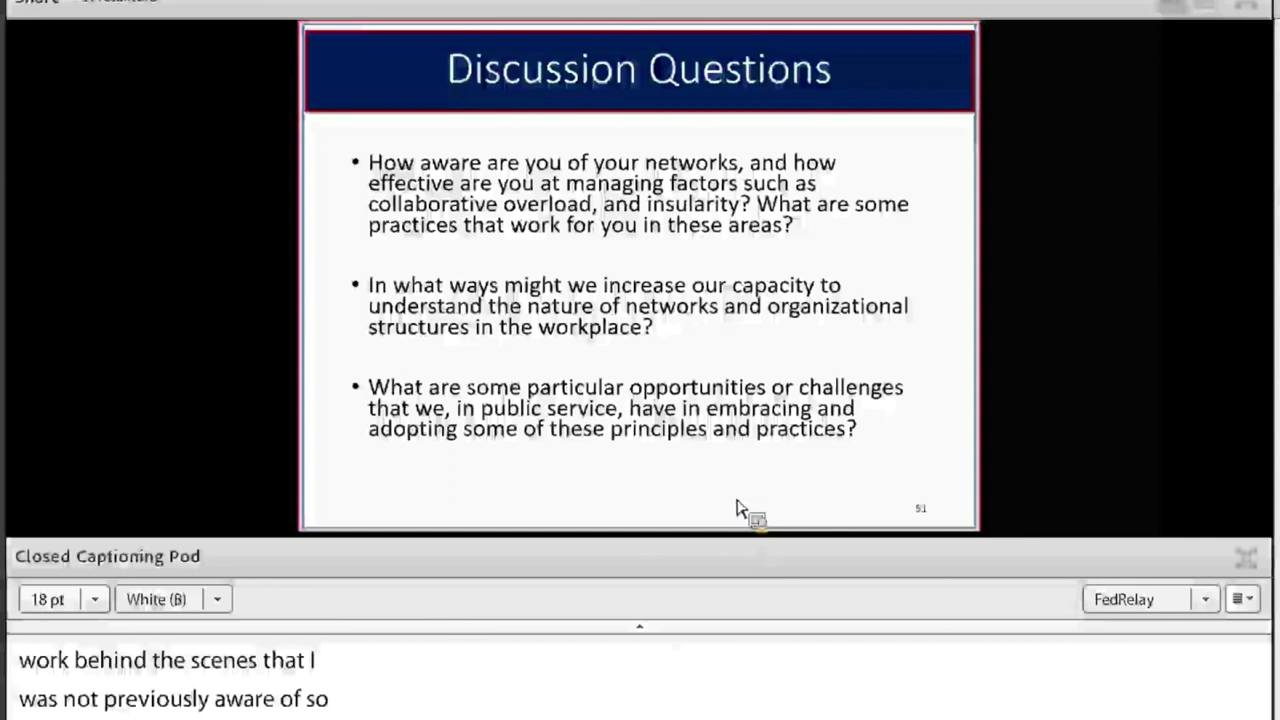 Discussion Questions
• How aware are you of your networks, and how
effective are you at managing factors such as
collaborative overload, and insularity? What are some
practices that work for you in these areas?
• In what ways might we increase our capacity to
understand the nature of networks and organizational
structures in the workplace?
• What are some particular opportunities or challenges
that we, in public service, have in embracing and
adopting some of these principles and practices?
Closed Captioning Pod
18 pt White (B) FedRelay
work behind the scenes that I
was not previously aware of so